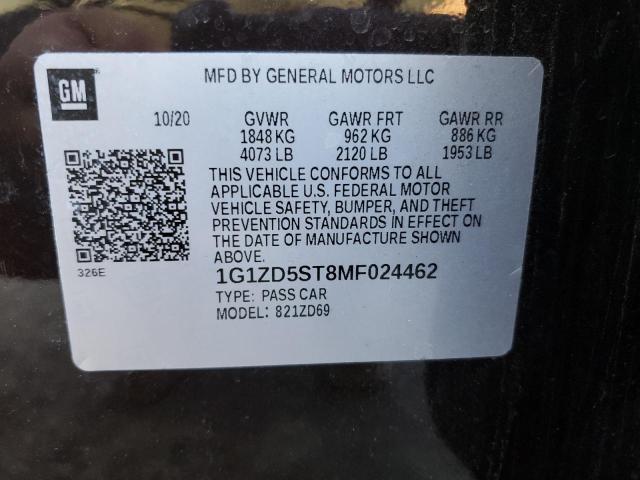 GM
MFD BY GENERAL MOTORS LLC
10/20 GVWR GAWR FRT GAWR RR
1848 KG 962 KG 886 KG
4073 LB 2120 LB 1953 LB
THIS VEHICLE CONFORMS TO ALL
APPLICABLE U.S. FEDERAL MOTOR
VEHICLE SAFETY, BUMPER, AND THEFT
PREVENTION STANDARDS IN EFFECT ON
THE DATE OF MANUFACTURE SHOWN
ABOVE.
326E
1G1ZD5ST8MF024462
TYPE: PASS CAR
MODEL: 821ZD69